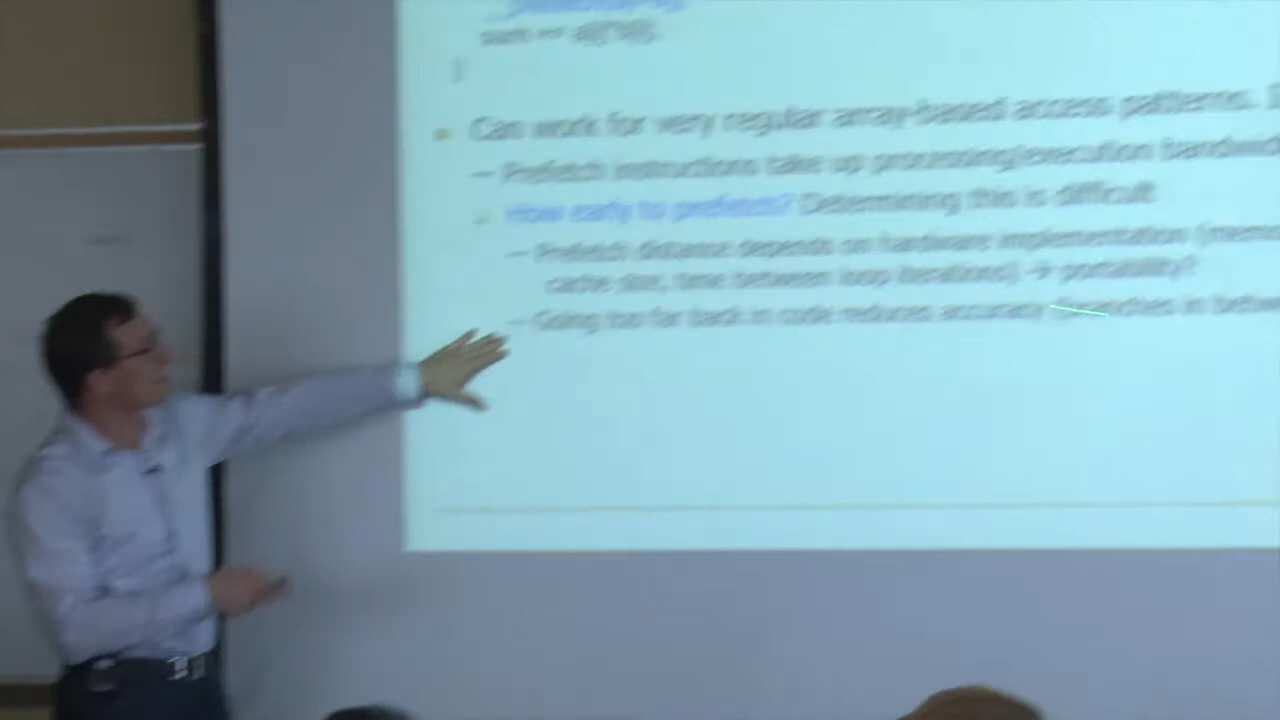 sum +=
}
Can work for very regular array-based access patterns.
– Prefetch instructions take up processing/execution
How early to prefetch? Determining this is difficult
– Prefetch distance depends on hardware implementation
cache size, time between loop iterations) → portability?
– Going too far back in code reduces accuracy in